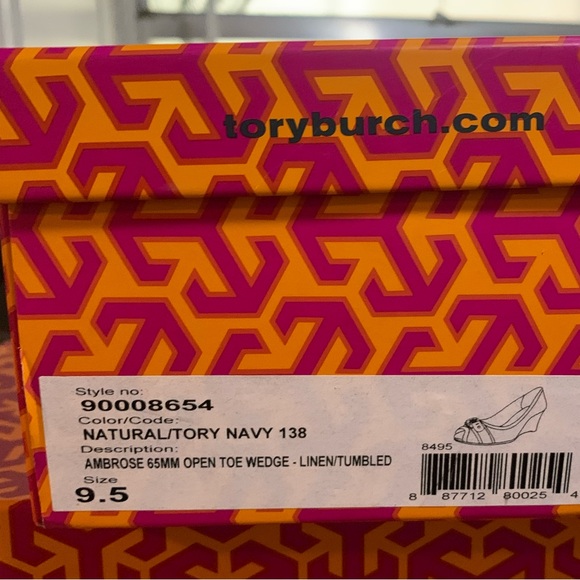 toryburch.com
Style no:
90008654
Color/Code:
NATURAL/TORY NAVY 138
Description:
AMBROSE 65MM OPEN TOE WEDGE - LINEN/TUMBLED
Size
9.5
8495
8 87712 80025 4